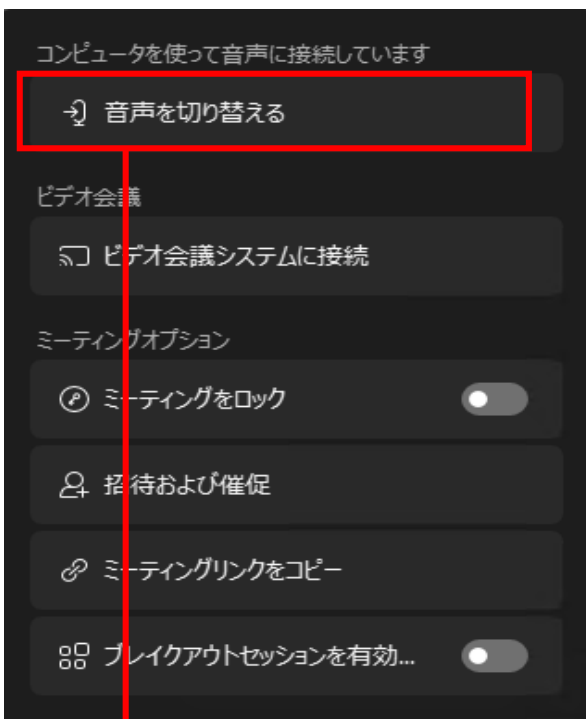 コンピュータを使って音声に接続しています
音声を切り替える
ビデオ会議
ビデオ会議システムに接続
ミーティングオプション
ミーティングをロック
招待および催促
ミーティングリンクをコピー
ブレイクアウトセッションを有効...